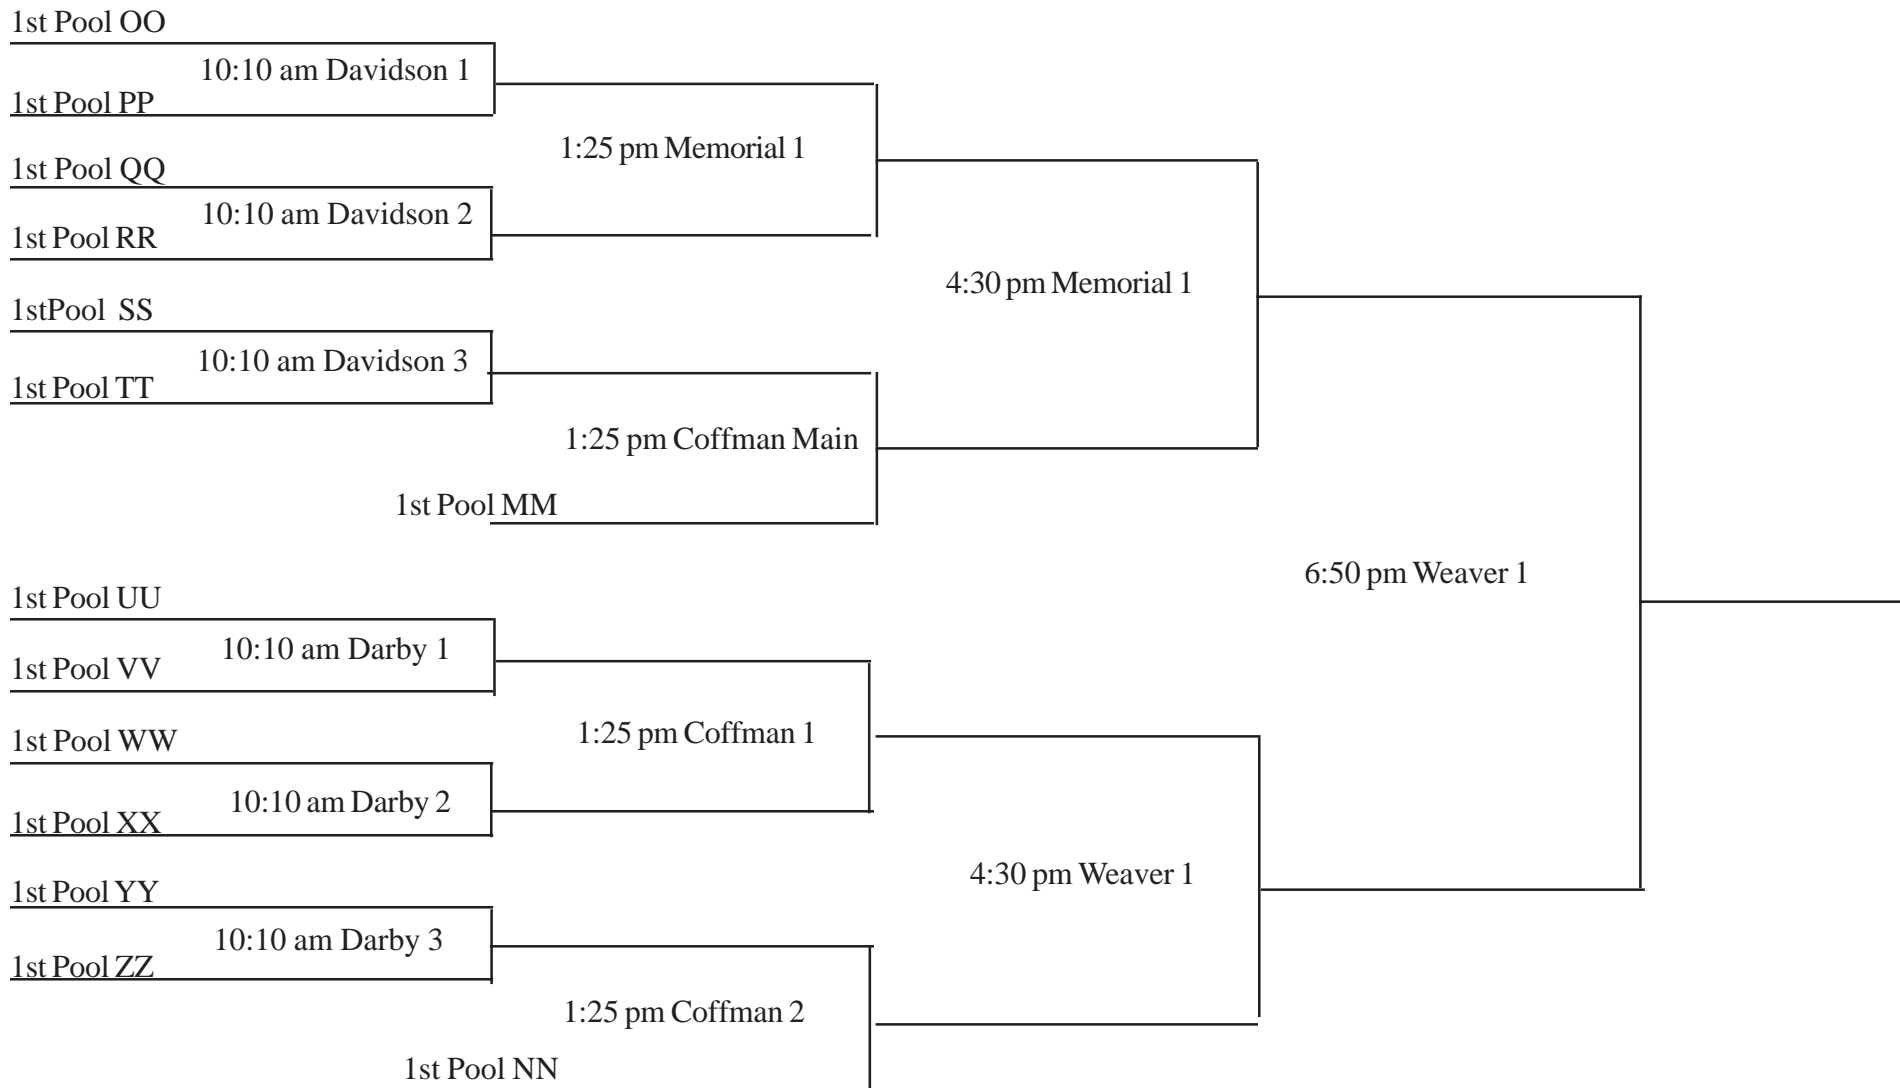 1st Pool OO
10:10 am Davidson 1
1st Pool PP
1:25 pm Memorial 1
1st Pool QQ
10:10 am Davidson 2
1st Pool RR
4:30 pm Memorial 1
1stPool  SS
10:10 am Davidson 3
1st Pool TT
1:25 pm Coffman Main
1st Pool MM
6:50 pm Weaver 1
1st Pool UU
10:10 am Darby 1
1st Pool VV
1:25 pm Coffman 1
1st Pool WW
10:10 am Darby 2
1st Pool XX
4:30 pm Weaver 1
1st Pool YY
10:10 am Darby 3
1st Pool ZZ
1:25 pm Coffman 2
1st Pool NN